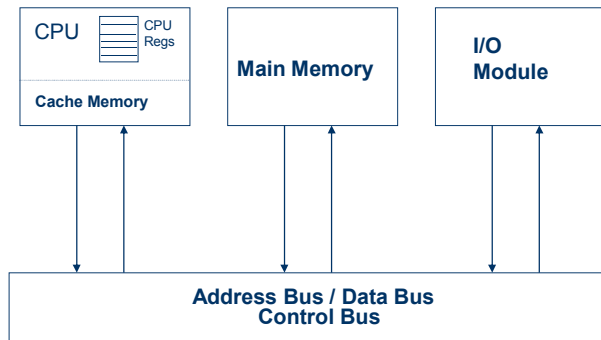 CPU
CPU
Regs
Cache Memory
Main Memory
I/O
Module
Address Bus / Data Bus
Control Bus